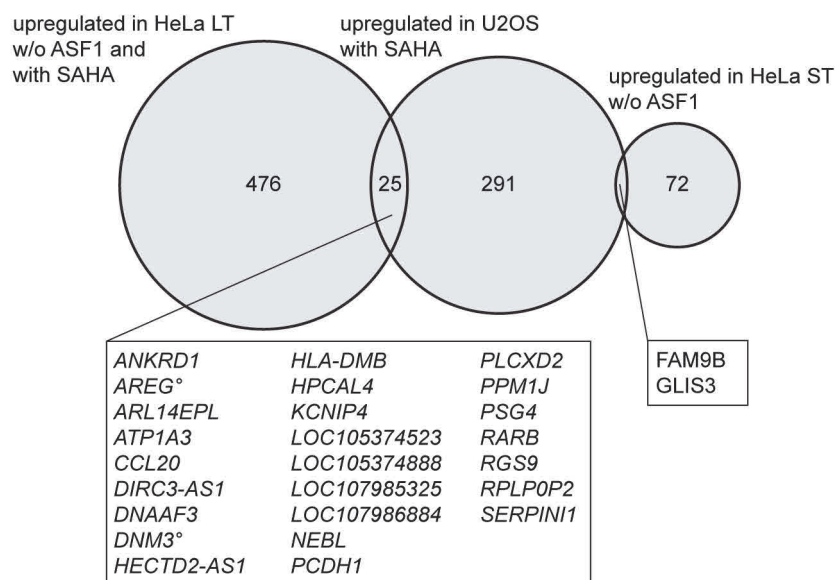 upregulated in HeLa LT
w/o ASF1 and
with SAHA
upregulated in U2OS
with SAHA
upregulated in HeLa ST
w/o ASF1
476
25
291
72
ANKRD1
AREG°
ARL14EPL
ATP1A3
CCL20
DIRC3-AS1
DNAAF3
DNM3°
HECTD2-AS1
HLA-DMB
HPCAL4
KCNIP4
LOC105374523
LOC105374888
LOC107985325
LOC107986884
NEBL
PCDH1
PLCXD2
PPM1J
PSG4
RARB
RGS9
RPLP0P2
SERPINI1
FAM9B
GLIS3